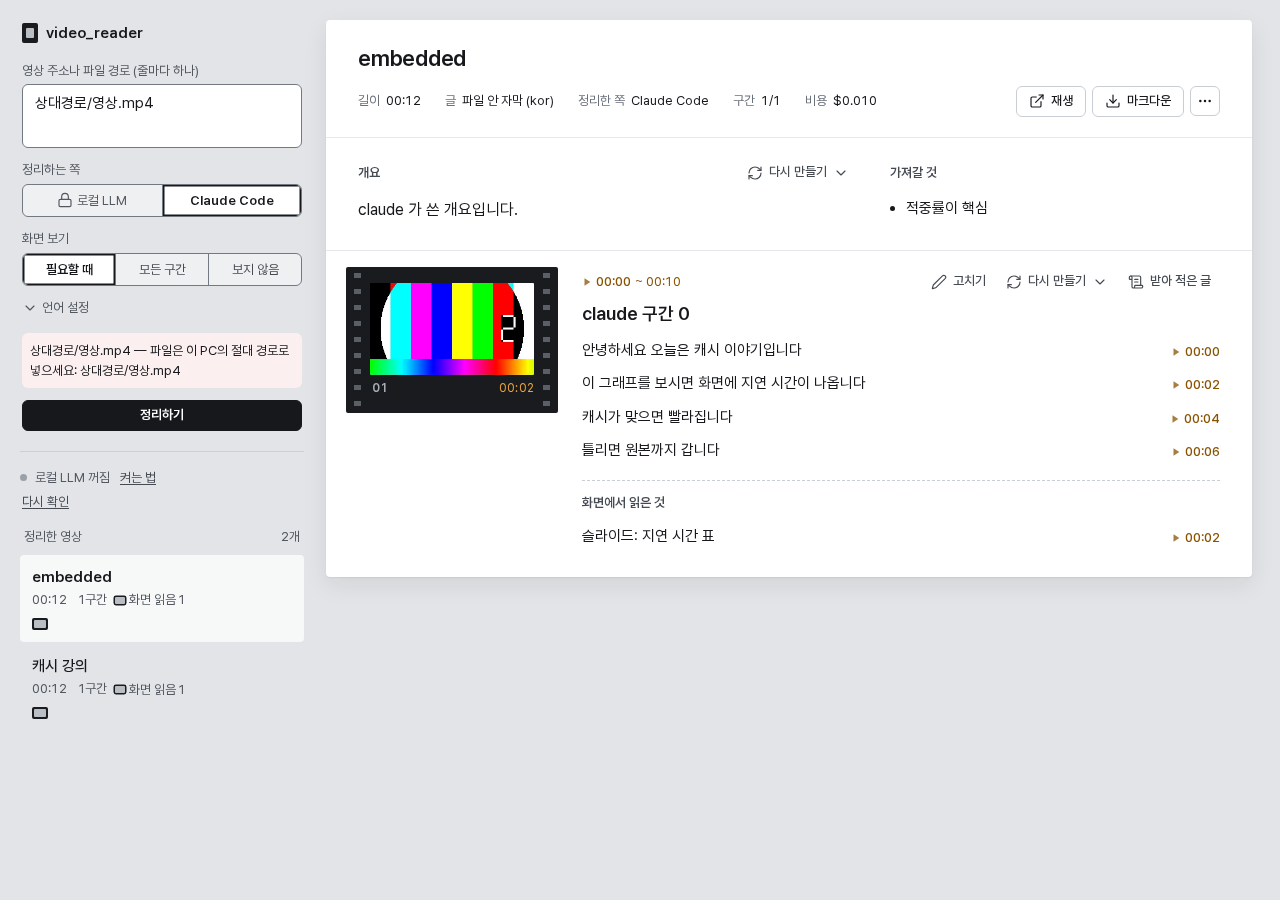 video_reader
영상 주소나 파일 경로 (줄마다 하나)
상대경로/영상.mp4
정리하는 쪽
로컬 LLM
Claude Code
화면 보기
필요할 때
모든 구간
보지 않음
언어 설정
상대경로/영상.mp4 — 파일은 이 PC의 절대 경로로
넣으세요: 상대경로/영상.mp4
정리하기
로컬 LLM 꺼짐 켜는 법
다시 확인
정리한 영상 2개
embedded
00:12 1구간 화면 읽음 1
캐시 강의
00:12 1구간 화면 읽음 1
embedded
길이 00:12 글 파일 안 자막 (kor) 정리한 쪽 Claude Code 구간 1/1 비용 $0.010
재생
마크다운
개요
다시 만들기
claude 가 쓴 개요입니다.
가져갈 것
적중률이 핵심
2
01 00:02
00:00 ~ 00:10
고치기
다시 만들기
받아 적은 글
claude 구간 0
안녕하세요 오늘은 캐시 이야기입니다 00:00
이 그래프를 보시면 화면에 지연 시간이 나옵니다 00:02
캐시가 맞으면 빨라집니다 00:04
틀리면 원본까지 갑니다 00:06
화면에서 읽은 것
슬라이드: 지연 시간 표 00:02